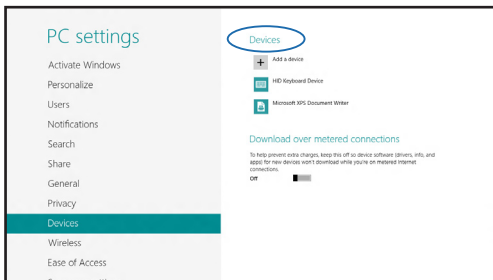 PC settings
Activate Windows
Personalize
Users
Notifications
Search
Share
General
Privacy
Devices
Wireless
Ease of Access
Devices
Add a device
HID Keyboard Device
Microsoft XPS Document Writer
Download over metered connections
To help prevent extra charges, keep this off so device software (drivers, info, and
apps) for new devices won't download while you're on metered Internet
connections.
Off